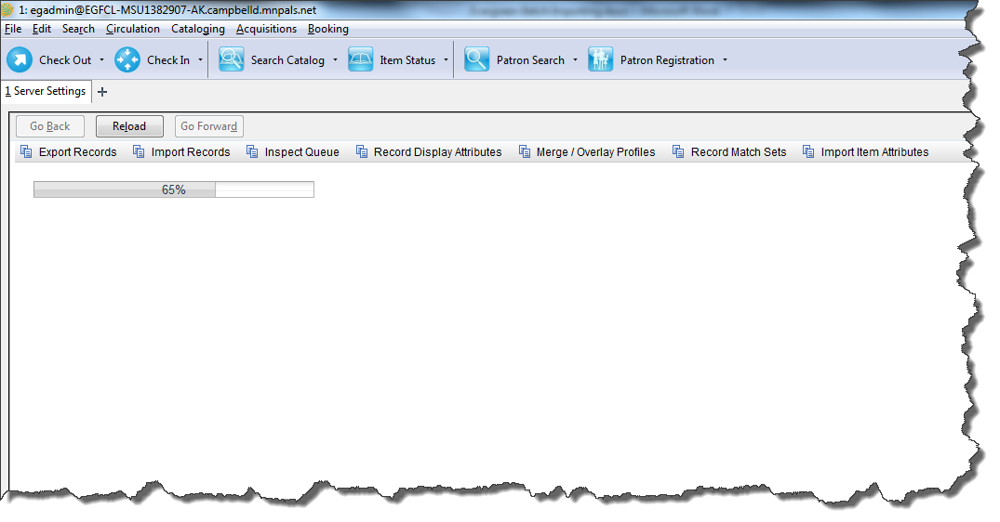 1: egadmin@EGFCL-MSU1382907-AK.campbelld.mnpals.net
File Edit Search Circulation Cataloging Acquisitions Booking
Check Out Check In Search Catalog Item Status Patron Search Patron Registration
1 Server Settings +
Go Back Reload Go Forward
Export Records Import Records Inspect Queue Record Display Attributes Merge / Overlay Profiles Record Match Sets Import Item Attributes
65%